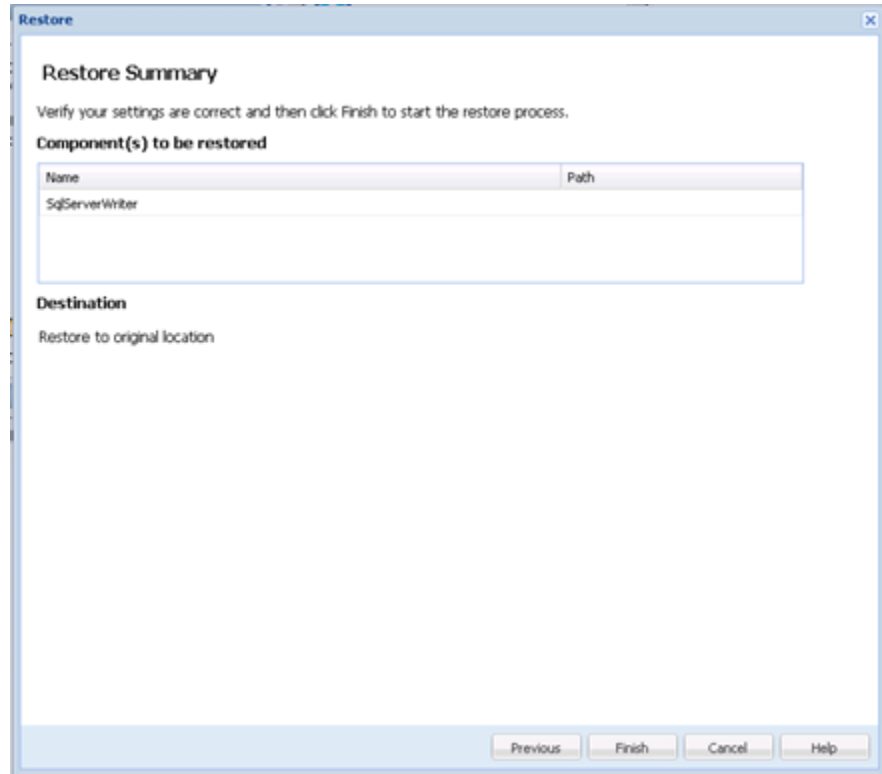 Restore
Restore Summary
Verify your settings are correct and then click Finish to start the restore process.
Component(s) to be restored
Name Path
SqlServerWriter
Destination
Restore to original location
Previous Finish Cancel Help